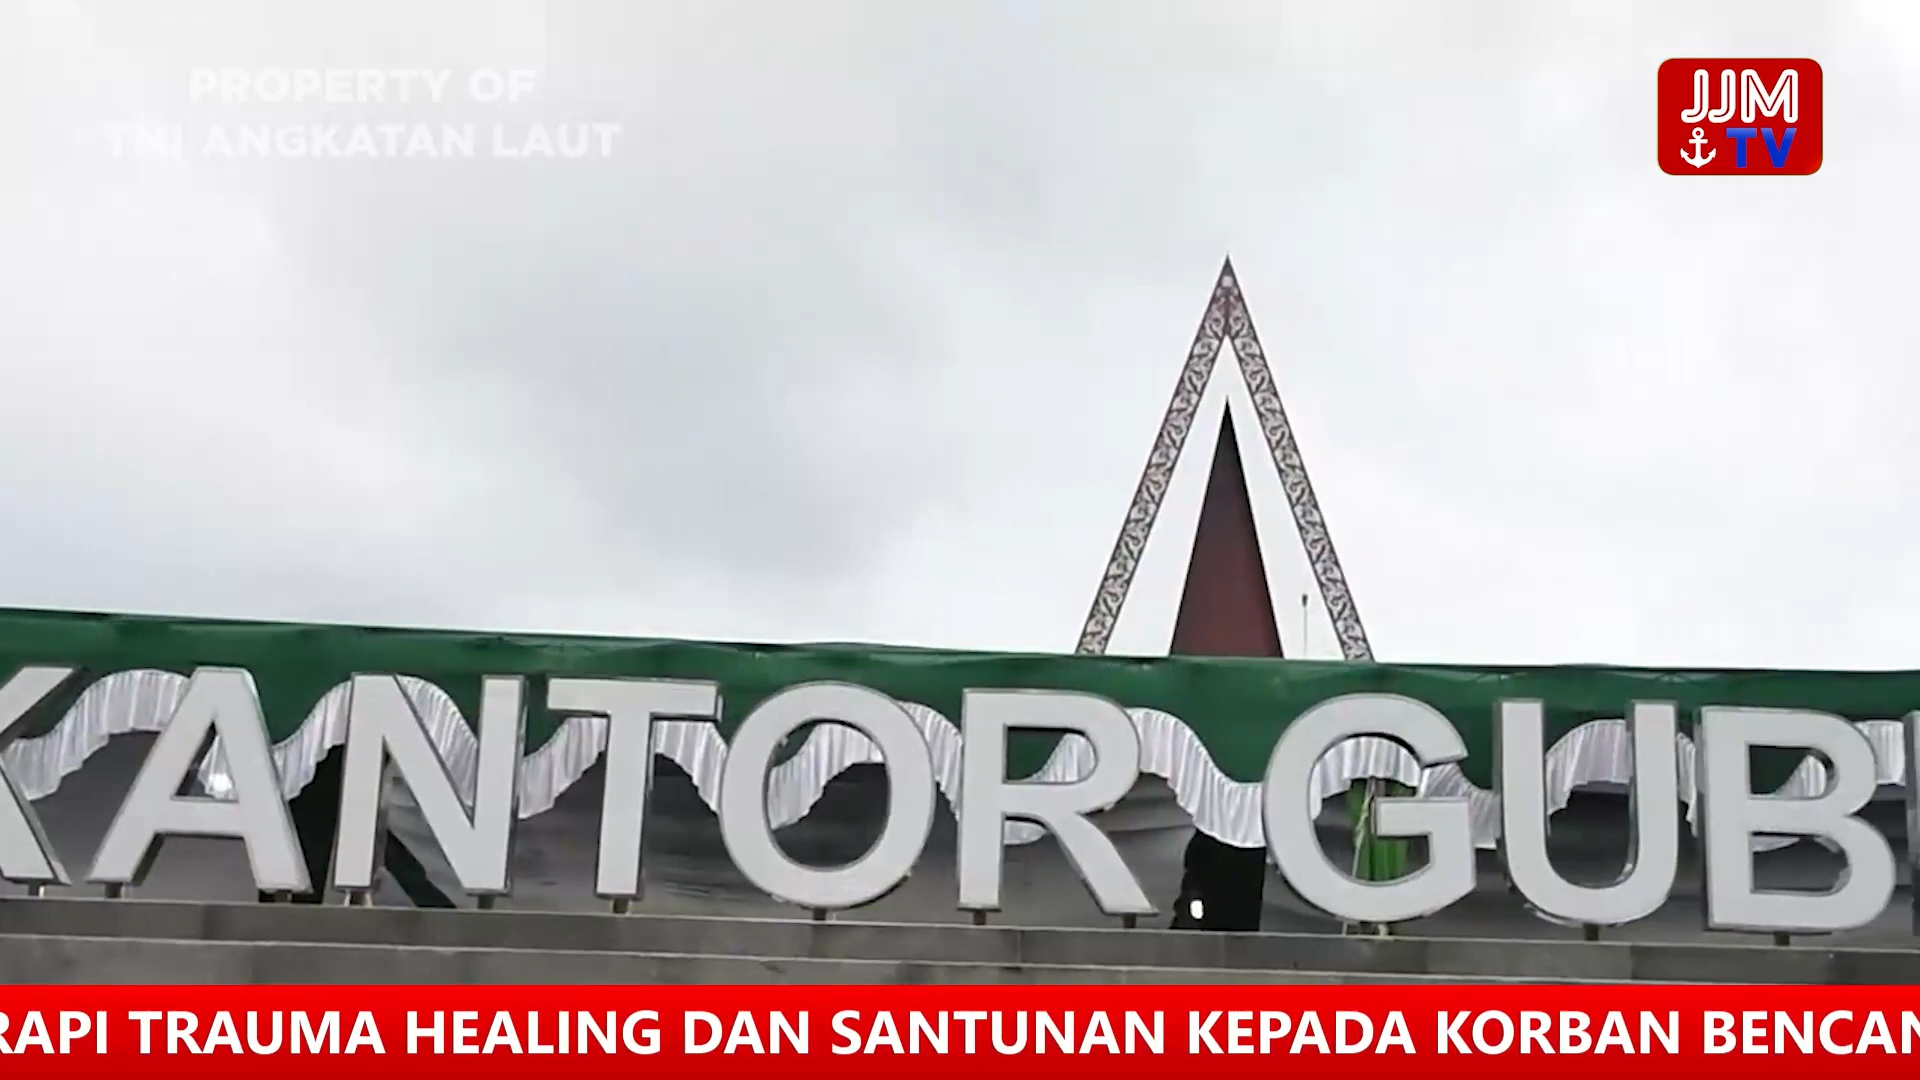 PROPERTY OF
TNI ANGKATAN LAUT
JJM
TV
KANTOR GUB
RAPI TRAUMA HEALING DAN SANTUNAN KEPADA KORBAN BENCAN